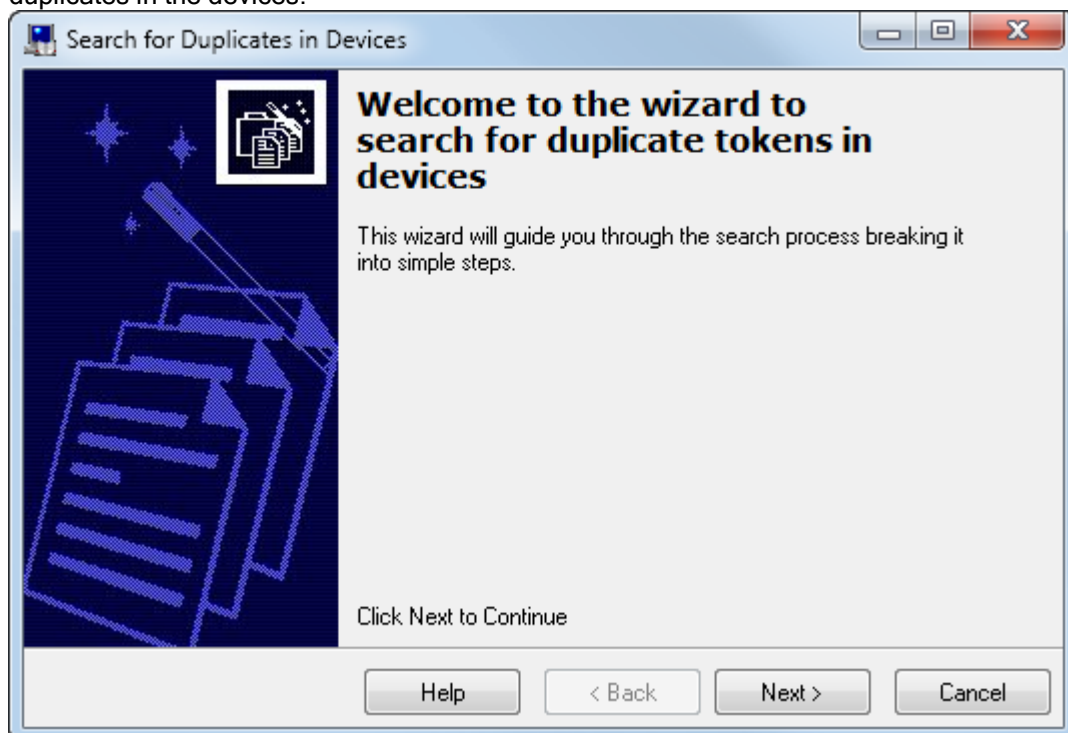 duplicates in the devices.
Search for Duplicates in Devices
Welcome to the wizard to
search for duplicate tokens in
devices
This wizard will guide you through the search process breaking it
into simple steps.
Click Next to Continue
Help
< Back
Next >
Cancel